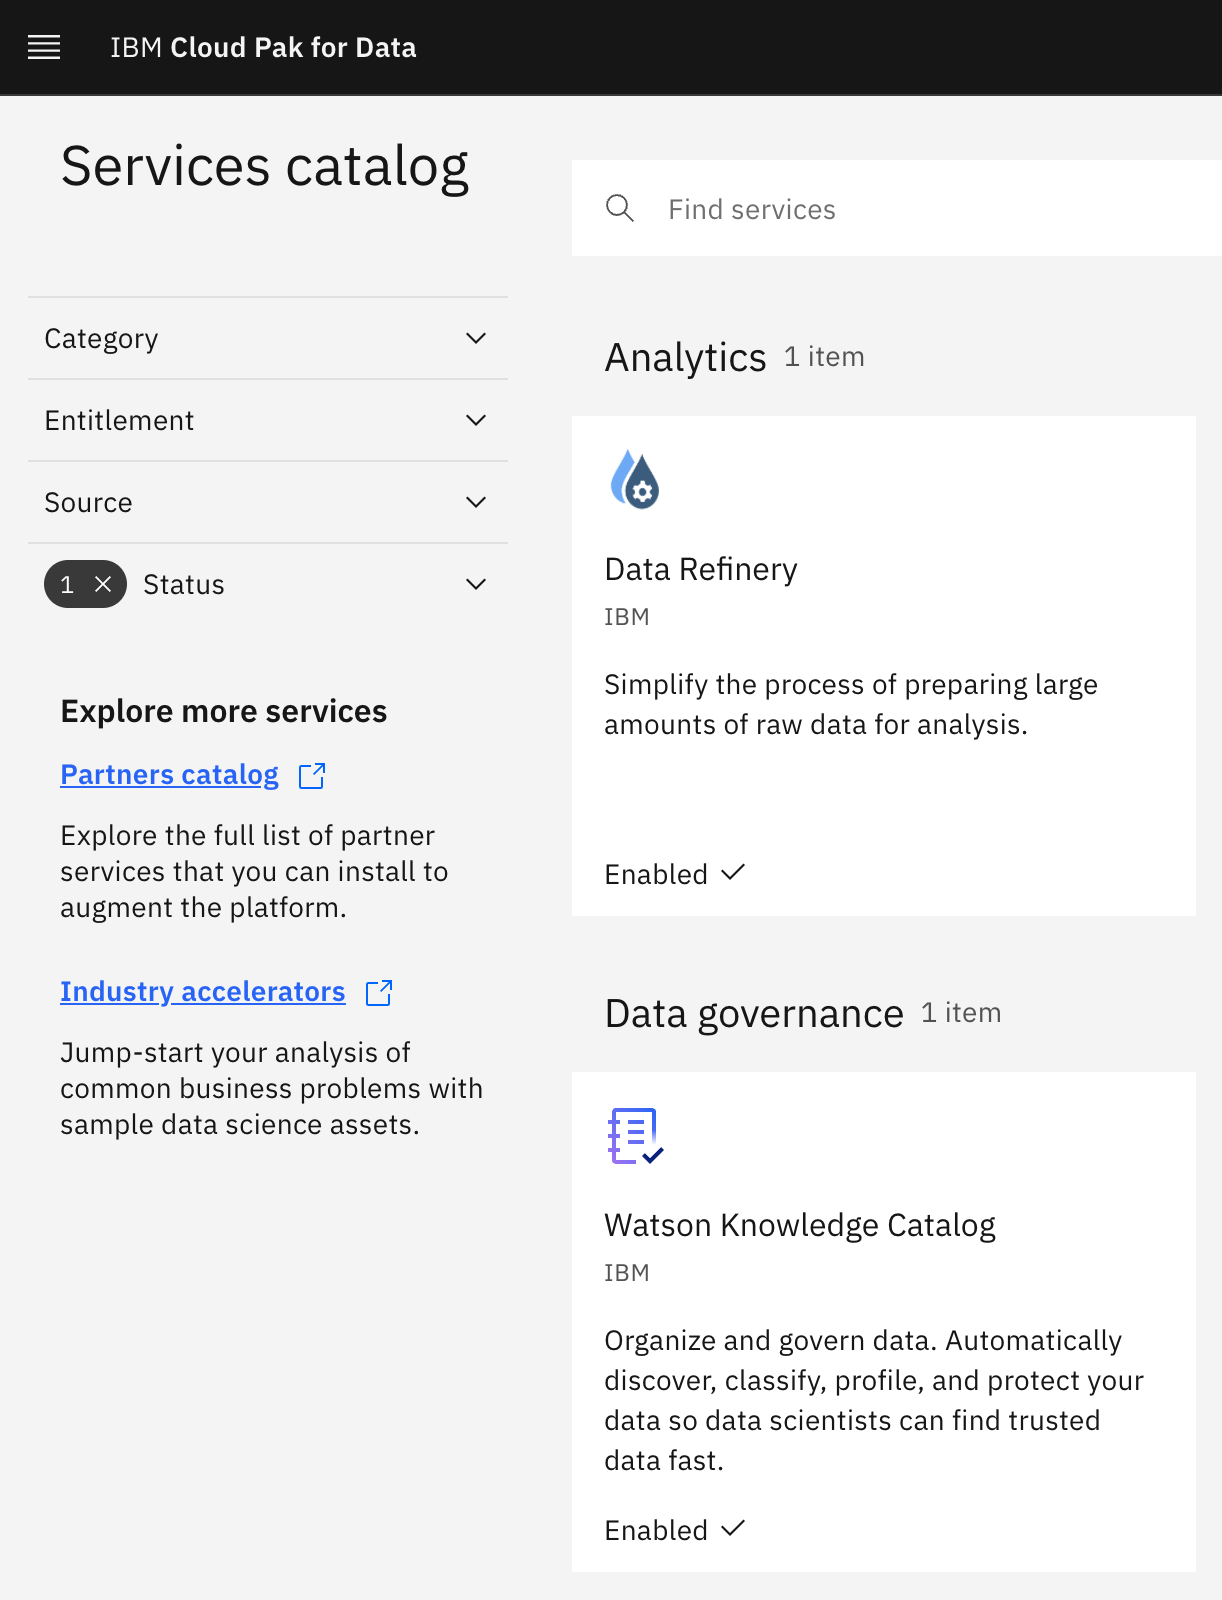 IBM Cloud Pak for Data
Services catalog
Category
Entitlement
Source
1 Status
Explore more services
Partners catalog
Explore the full list of partner
services that you can install to
augment the platform.
Industry accelerators
Jump-start your analysis of
common business problems with
sample data science assets.
Find services
Analytics 1 item
Data Refinery
IBM
Simplify the process of preparing large
amounts of raw data for analysis.
Enabled
Data governance 1 item
Watson Knowledge Catalog
IBM
Organize and govern data. Automatically
discover, classify, profile, and protect your
data so data scientists can find trusted
data fast.
Enabled